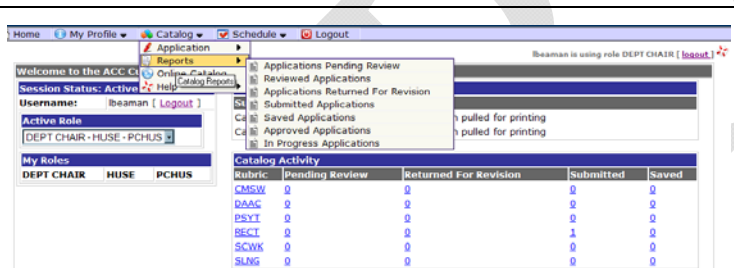 Home My Profile Catalog Schedule Logout
Application
lbeaman is using role DEPT CHAIR [ logout ]
Reports
Applications Pending Review
Welcome to the ACC Cu
Online Catalog
Reviewed Applications
Catalog Reports
Session Status: Active
Help
Applications Returned For Revision
Username: lbeaman [ Logout ]
Submitted Applications
Saved Applications
n pulled for printing
Active Role
Approved Applications
n pulled for printing
DEPT CHAIR - HUSE - PCHUS
In Progress Applications
My Roles
Catalog Activity
DEPT CHAIR HUSE PCHUS
Rubric Pending Review Returned For Revision Submitted Saved
CMSW 0 0 0 0
DAAC 0 0 0 0
PSYT 0 0 0 0
RECT 0 0 1 0
SCWK 0 0 0 0
SLNG 0 0 0 0